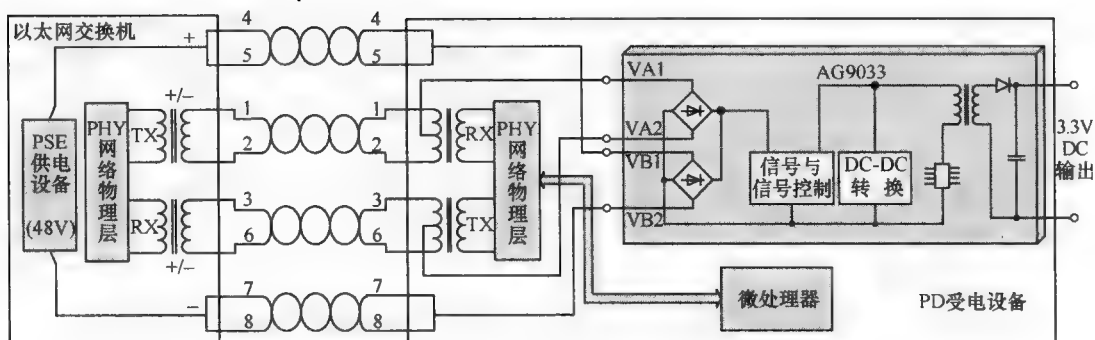 以太网交换机
+
4
5
4
5
+/−
1
2
1
2
PSE
供电
设备
(48V)
PHY
网络物理层
TX
RX
+/−
3
6
3
6
−
7
8
7
8
RX
TX
PHY
网络物理层
VA1
VA2
VB1
VB2
AG9033
信号与
信号控制
DC-DC
转 换
3.3V
DC
输出
微处理器
PD受电设备